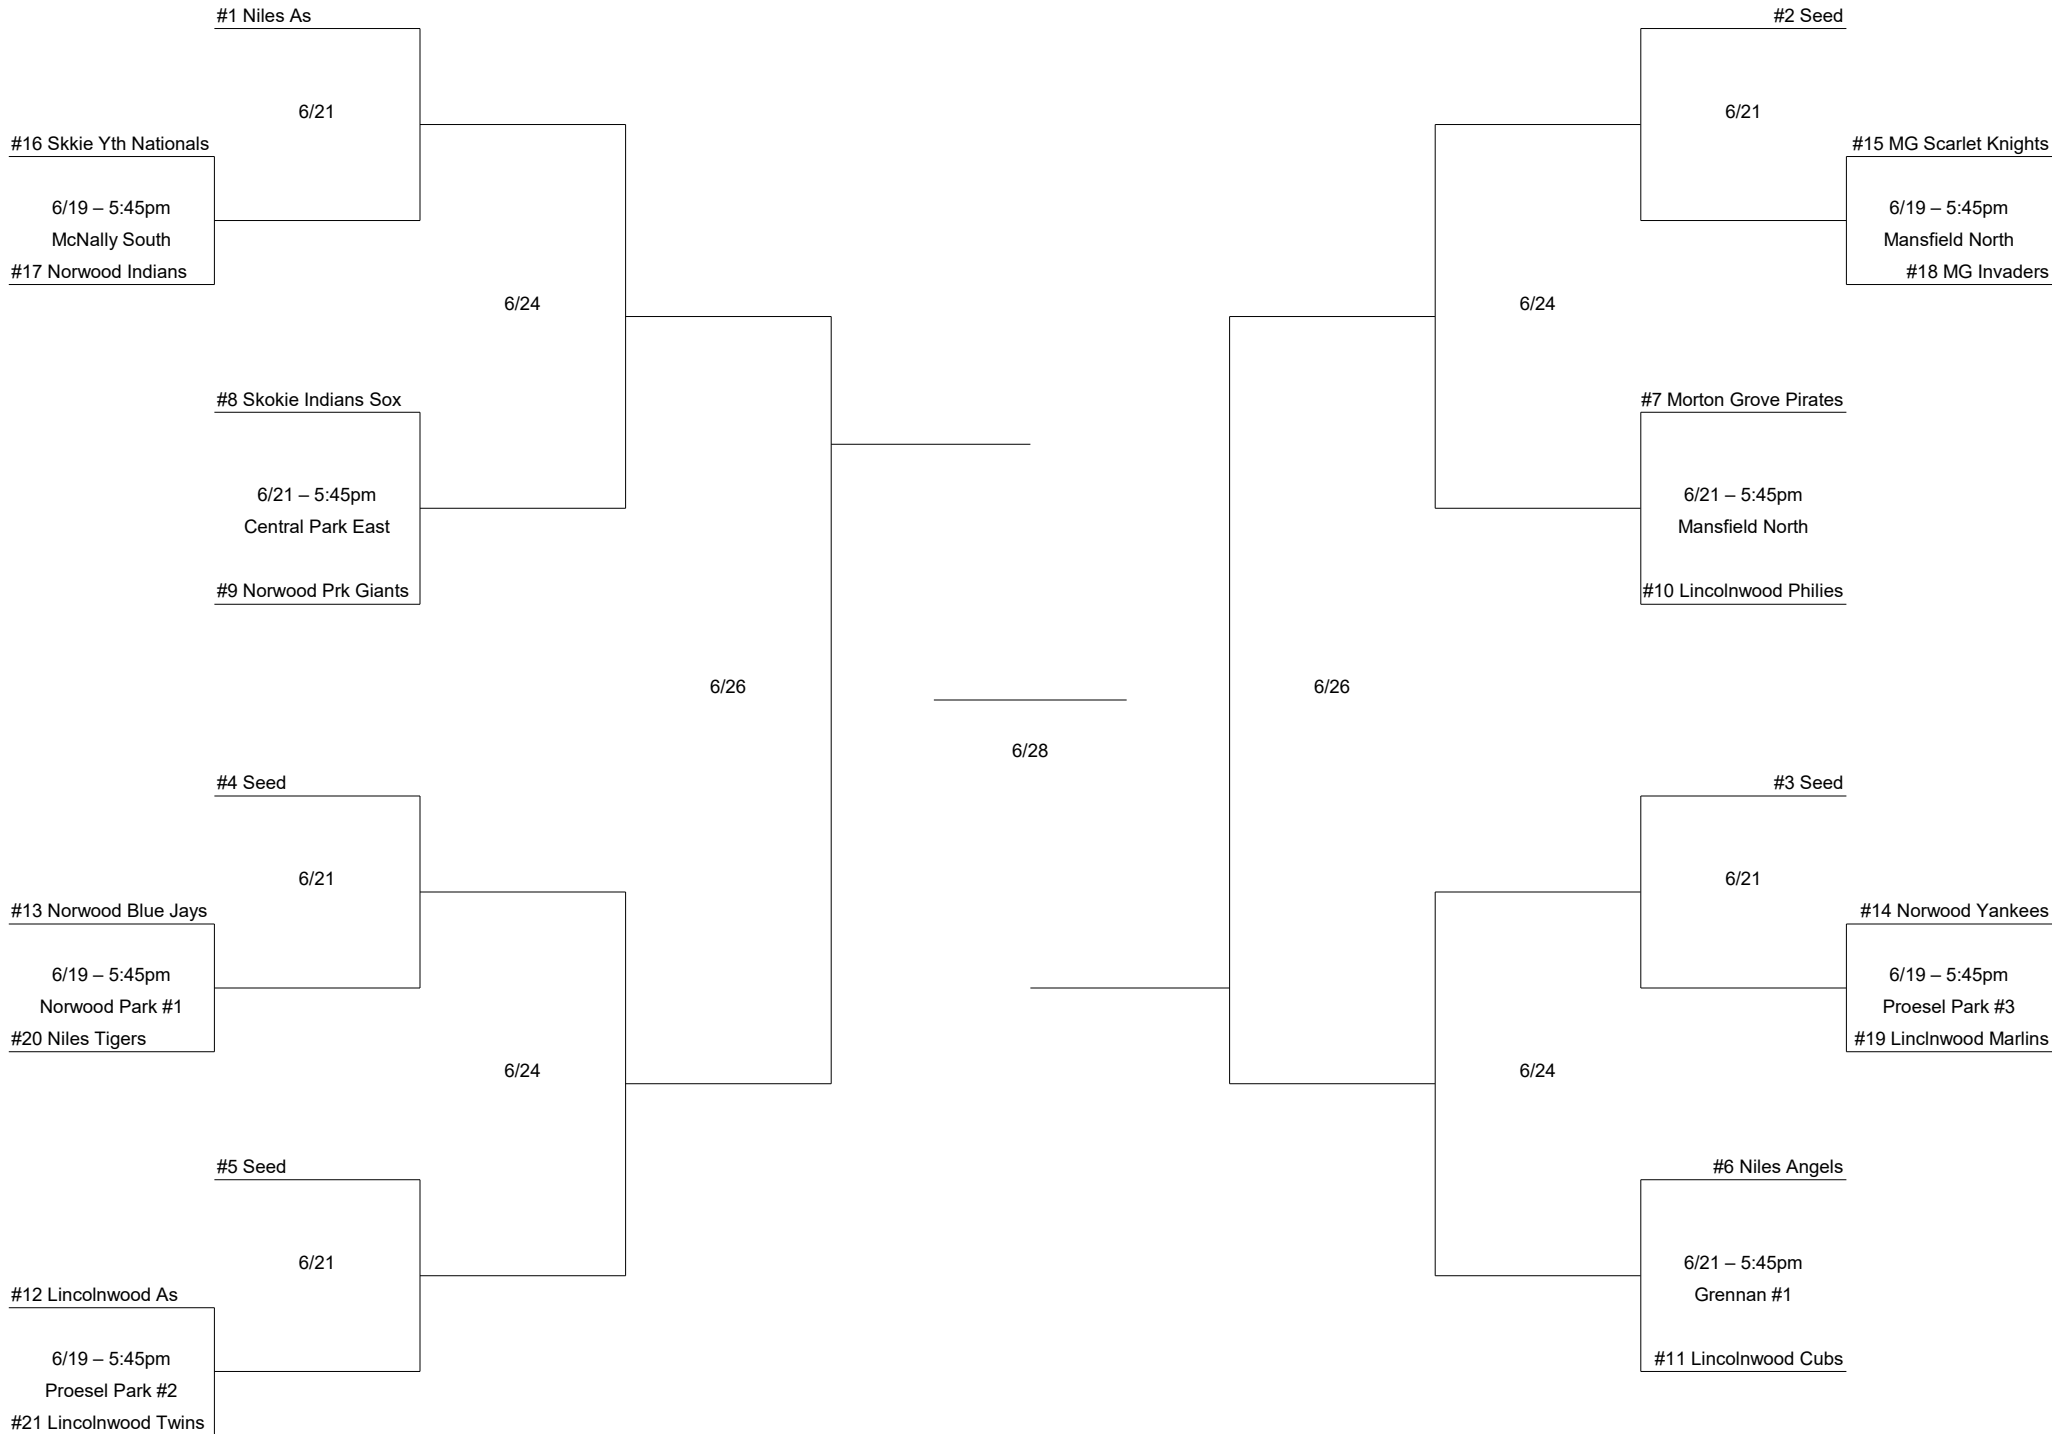 #1 Niles As
#2 Seed
6/21
6/21
#16 Skkie Yth Nationals
#15 MG Scarlet Knights
6/19 – 5:45pm
McNally South
6/19 – 5:45pm
Mansfield North
#17 Norwood Indians
#18 MG Invaders
6/24
6/24
#8 Skokie Indians Sox
#7 Morton Grove Pirates
6/21 – 5:45pm
Central Park East
6/21 – 5:45pm
Mansfield North
#9 Norwood Prk Giants
#10 Lincolnwood Philies
6/26
6/26
6/28
#4 Seed
#3 Seed
6/21
6/21
#13 Norwood Blue Jays
#14 Norwood Yankees
6/19 – 5:45pm
Norwood Park #1
6/19 – 5:45pm
Proesel Park #3
#20 Niles Tigers
#19 Linclnwood Marlins
6/24
6/24
#5 Seed
#6 Niles Angels
6/21
6/21 – 5:45pm
Grennan #1
#12 Lincolnwood As
#11 Lincolnwood Cubs
6/19 – 5:45pm
Proesel Park #2
#21 Lincolnwood Twins